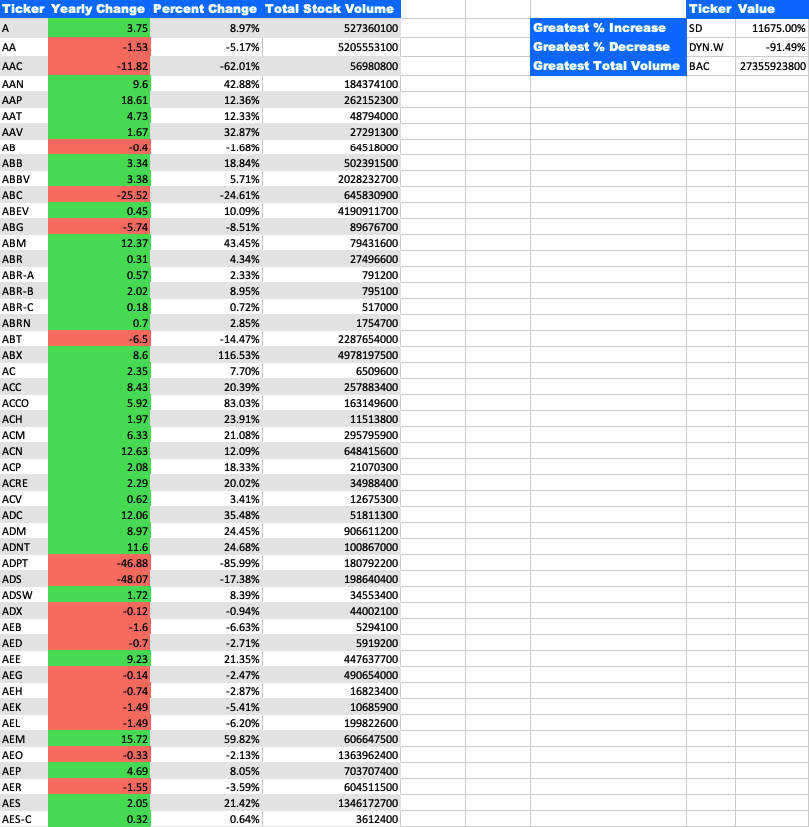 Ticker Yearly Change Percent Change Total Stock Volume Ticker Value
A 3.75 8.97% 527360100 Greatest % Increase SD 11675.00%
AA -1.53 -5.17% 5205553100 Greatest % Decrease DYN.W -91.49%
AAC -11.82 -62.01% 56980800 Greatest Total Volume BAC 27355923800
AAN 9.6 42.88% 184374100
AAP 18.61 12.36% 262152300
AAT 4.73 12.33% 48794000
AAV 1.67 32.87% 27291300
AB -0.4 -1.68% 64518000
ABB 3.34 18.84% 502391500
ABBV 3.38 5.71% 2028232700
ABC -25.52 -24.61% 645830900
ABEV 0.45 10.09% 4190911700
ABG -5.74 -8.51% 89676700
ABM 12.37 43.45% 79431600
ABR 0.31 4.34% 27496600
ABR-A 0.57 2.33% 791200
ABR-B 2.02 8.95% 795100
ABR-C 0.18 0.72% 517000
ABRN 0.7 2.85% 1754700
ABT -6.5 -14.47% 2287654000
ABX 8.6 116.53% 4978197500
AC 2.35 7.70% 6509600
ACC 8.43 20.39% 257883400
ACCO 5.92 83.03% 163149600
ACH 1.97 23.91% 11513800
ACM 6.33 21.08% 295795900
ACN 12.63 12.09% 648415600
ACP 2.08 18.33% 21070300
ACRE 2.29 20.02% 34988400
ACV 0.62 3.41% 12675300
ADC 12.06 35.48% 51811300
ADM 8.97 24.45% 906611200
ADNT 11.6 24.68% 100867000
ADPT -46.88 -85.99% 180792200
ADS -48.07 -17.38% 198640400
ADSW 1.72 8.39% 34553400
ADX -0.12 -0.94% 44002100
AEB -1.6 -6.63% 5294100
AED -0.7 -2.71% 5919200
AEE 9.23 21.35% 447637700
AEG -0.14 -2.47% 490654000
AEH -0.74 -2.87% 16823400
AEK -1.49 -5.41% 10685900
AEL -1.49 -6.20% 199822600
AEM 15.72 59.82% 606647500
AEO -0.33 -2.13% 1363962400
AEP 4.69 8.05% 703707400
AER -1.55 -3.59% 604511500
AES 2.05 21.42% 1346172700
AES-C 0.32 0.64% 3612400